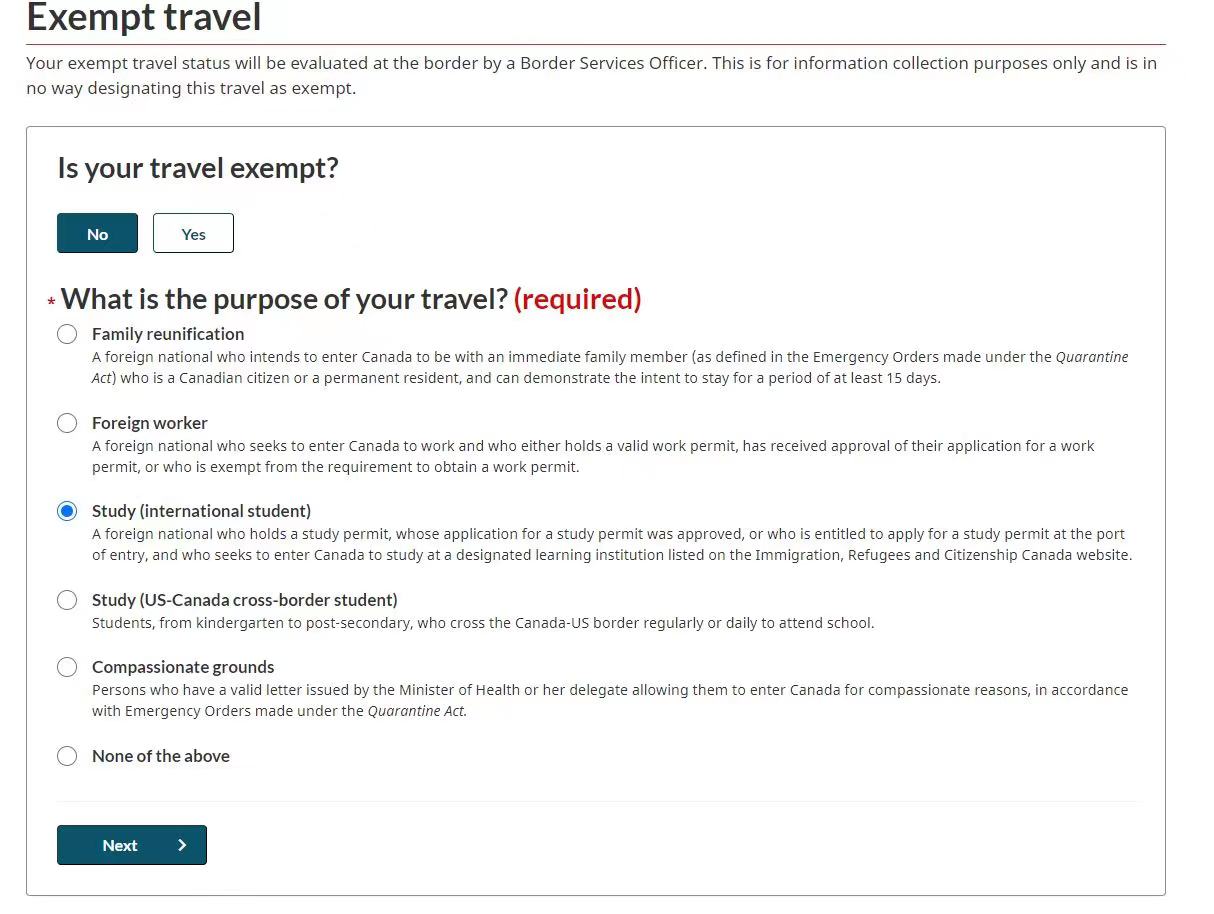 Exempt travel
Your exempt travel status will be evaluated at the border by a Border Services Officer. This is for information collection purposes only and is in
no way designating this travel as exempt.
Is your travel exempt?
No
Yes
* What is the purpose of your travel? (required)
Family reunification
A foreign national who intends to enter Canada to be with an immediate family member (as defined in the Emergency Orders made under the Quarantine
Act) who is a Canadian citizen or a permanent resident, and can demonstrate the intent to stay for a period of at least 15 days.
Foreign worker
A foreign national who seeks to enter Canada to work and who either holds a valid work permit, has received approval of their application for a work
permit, or who is exempt from the requirement to obtain a work permit.
Study (international student)
A foreign national who holds a study permit, whose application for a study permit was approved, or who is entitled to apply for a study permit at the port
of entry, and who seeks to enter Canada to study at a designated learning institution listed on the Immigration, Refugees and Citizenship Canada website.
Study (US-Canada cross-border student)
Students, from kindergarten to post-secondary, who cross the Canada-US border regularly or daily to attend school.
Compassionate grounds
Persons who have a valid letter issued by the Minister of Health or her delegate allowing them to enter Canada for compassionate reasons, in accordance
with Emergency Orders made under the Quarantine Act.
None of the above
Next